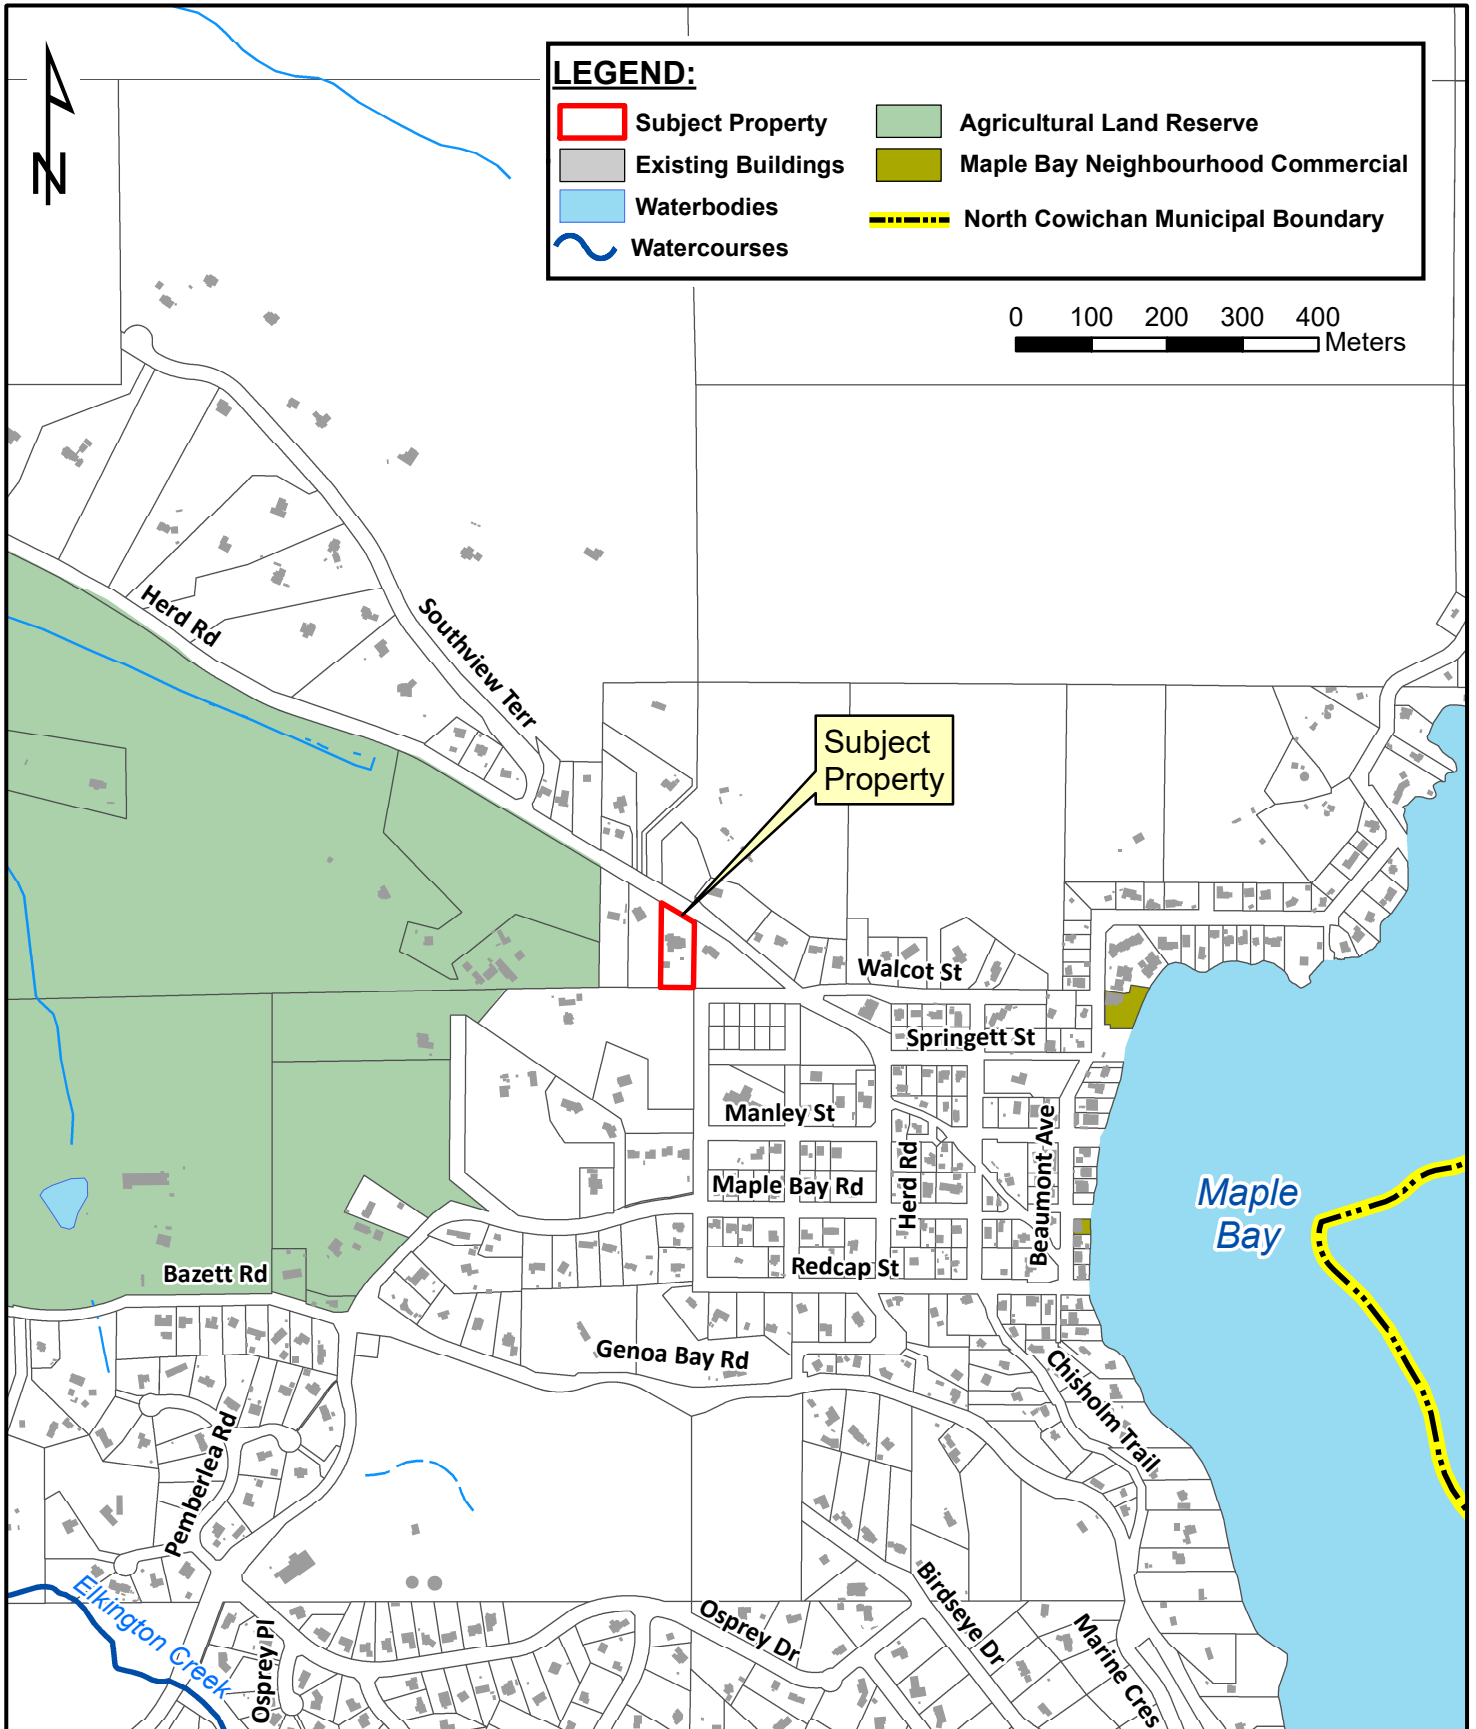 N
LEGEND:
Subject Property
Existing Buildings
Waterbodies
Watercourses
Agricultural Land Reserve
Maple Bay Neighbourhood Commercial
North Cowichan Municipal Boundary
0 100 200 300 400
Meters
Herd Rd
Southview Terr
Subject
Property
Walcot St
Springett St
Manley St
Maple Bay Rd
Herd Rd
Beaumont Ave
Redcap St
Maple
Bay
Bazett Rd
Genoa Bay Rd
Chisholm Trail
Pemberlea Rd
Elkington Creek
Osprey Pl
Osprey Dr
Birdseye Dr
Marine Cres